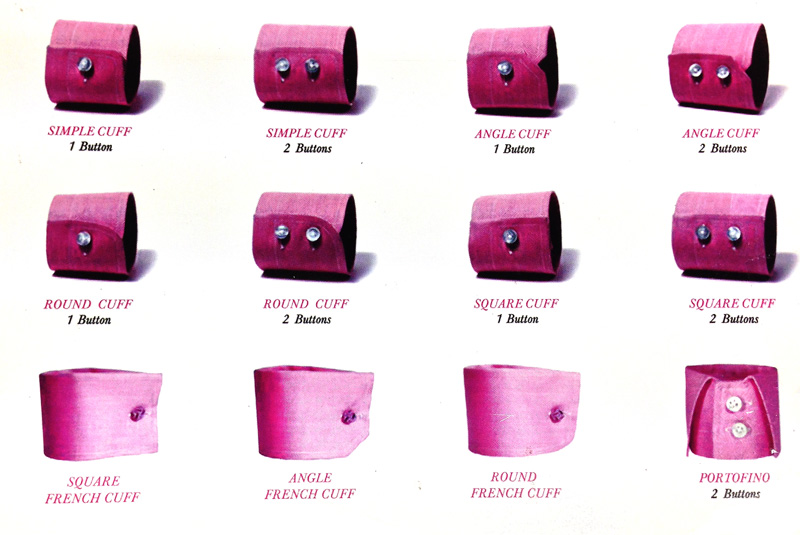 SIMPLE CUFF
1 Button
SIMPLE CUFF
2 Buttons
ANGLE CUFF
1 Button
ANGLE CUFF
2 Buttons
ROUND CUFF
1 Button
ROUND CUFF
2 Buttons
SQUARE CUFF
1 Button
SQUARE CUFF
2 Buttons
SQUARE
FRENCH CUFF
ANGLE
FRENCH CUFF
ROUND
FRENCH CUFF
PORTOFINO
2 Buttons